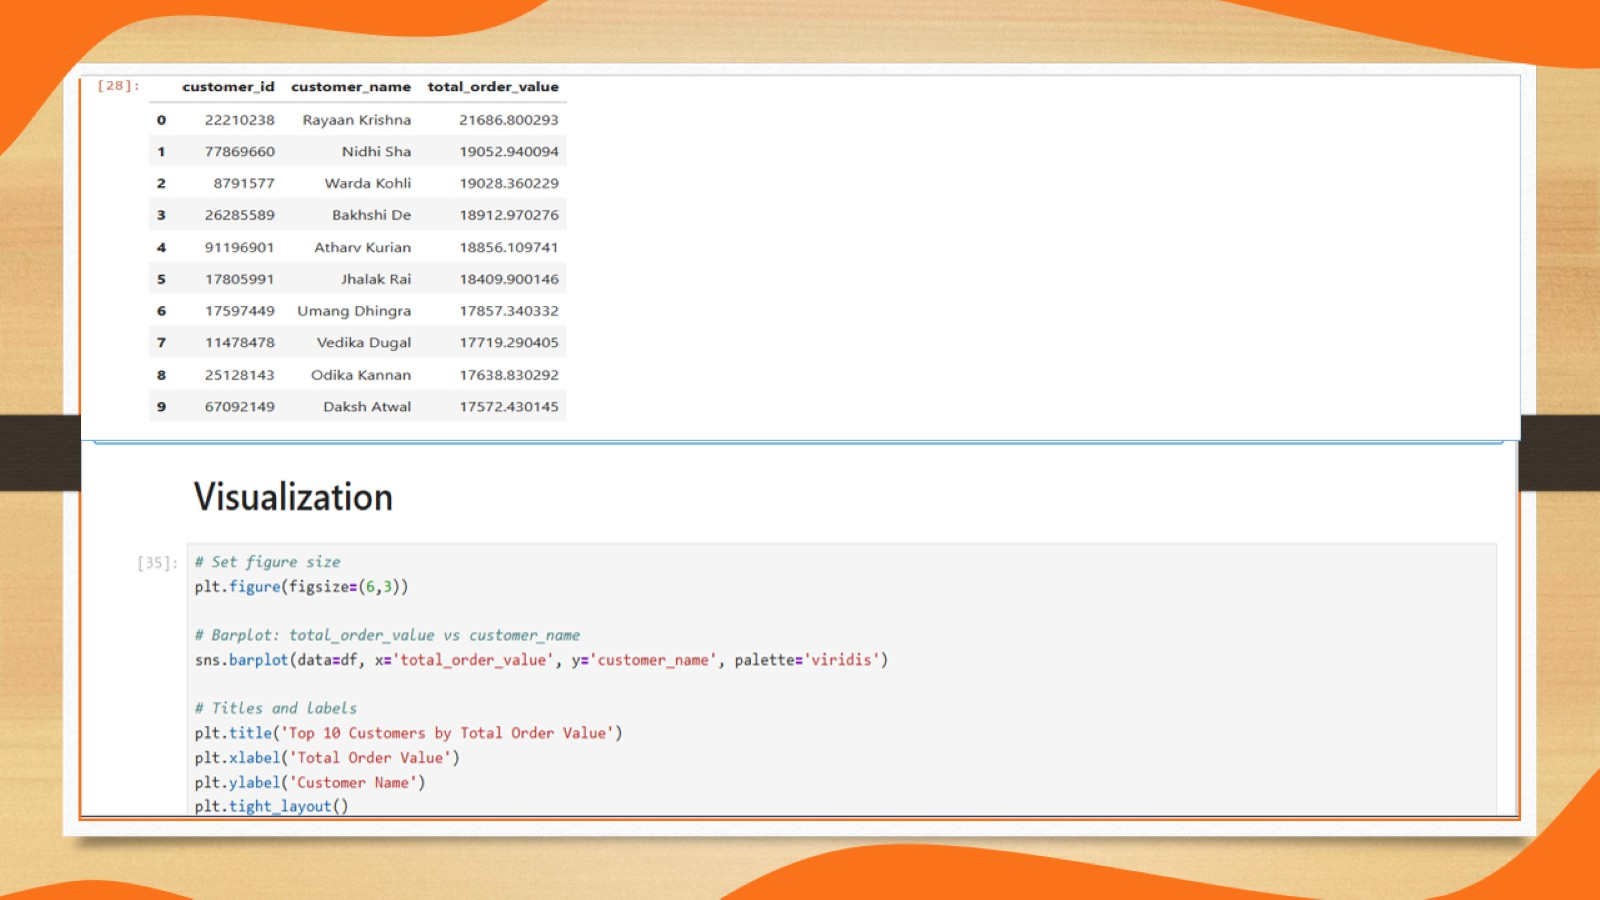 [28]: customer_id customer_name total_order_value
0 22210238 Rayaan Krishna 21686.800293
1 77869660 Nidhi Sha 19052.940094
2 8791577 Warda Kohli 19028.360229
3 26285589 Bakhshi De 18912.970276
4 91196901 Atharv Kurian 18856.109741
5 17805991 Jhalak Rai 18409.900146
6 17597449 Umang Dhingra 17857.340332
7 11478478 Vedika Dugal 17719.290405
8 25128143 Odika Kannan 17638.830292
9 67092149 Daksh Atwal 17572.430145
Visualization
[35]: # Set figure size
plt.figure(figsize=(6,3))
# Barplot: total_order_value vs customer_name
sns.barplot(data=df, x='total_order_value', y='customer_name', palette='viridis')
# Titles and labels
plt.title('Top 10 Customers by Total Order Value')
plt.xlabel('Total Order Value')
plt.ylabel('Customer Name')
plt.tight_layout()